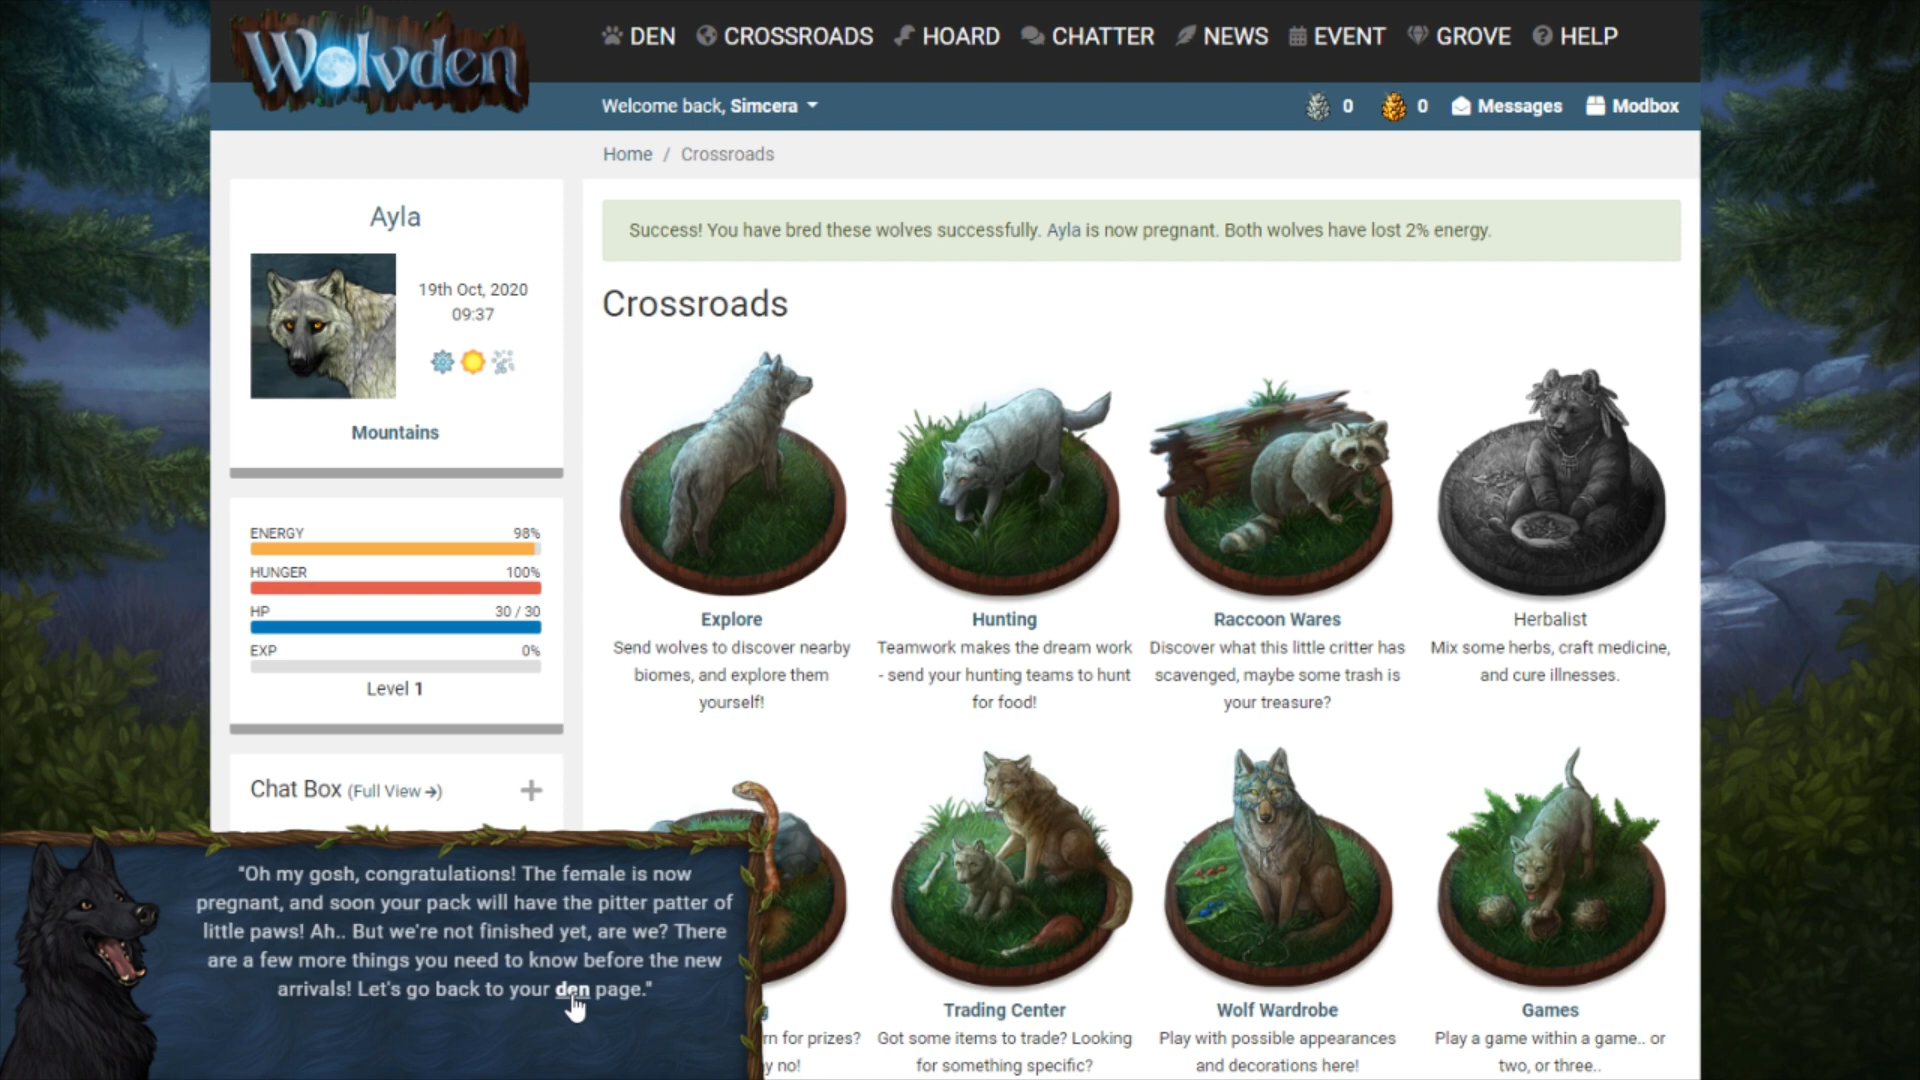 Wolvden
DEN CROSSROADS HOARD CHATTER NEWS EVENT GROVE HELP
Welcome back, Simcera 0 0 Messages Modbox
Home / Crossroads
Ayla
19th Oct, 2020
09:37
Mountains
ENERGY 98%
HUNGER 100%
HP 30 / 30
EXP 0%
Level 1
Chat Box (Full View →)
Success! You have bred these wolves successfully. Ayla is now pregnant. Both wolves have lost 2% energy.
Crossroads
Explore
Send wolves to discover nearby
biomes, and explore them
yourself!
Hunting
Teamwork makes the dream work
- send your hunting teams to hunt
for food!
Raccoon Wares
Discover what this little critter has
scavenged, maybe some trash is
your treasure?
Herbalist
Mix some herbs, craft medicine,
and cure illnesses.
g
rn for prizes?
y no!
Trading Center
Got some items to trade? Looking
for something specific?
Wolf Wardrobe
Play with possible appearances
and decorations here!
Games
Play a game within a game.. or
two, or three..
"Oh my gosh, congratulations! The female is now
pregnant, and soon your pack will have the pitter patter of
little paws! Ah.. But we're not finished yet, are we? There
are a few more things you need to know before the new
arrivals! Let's go back to your den page."